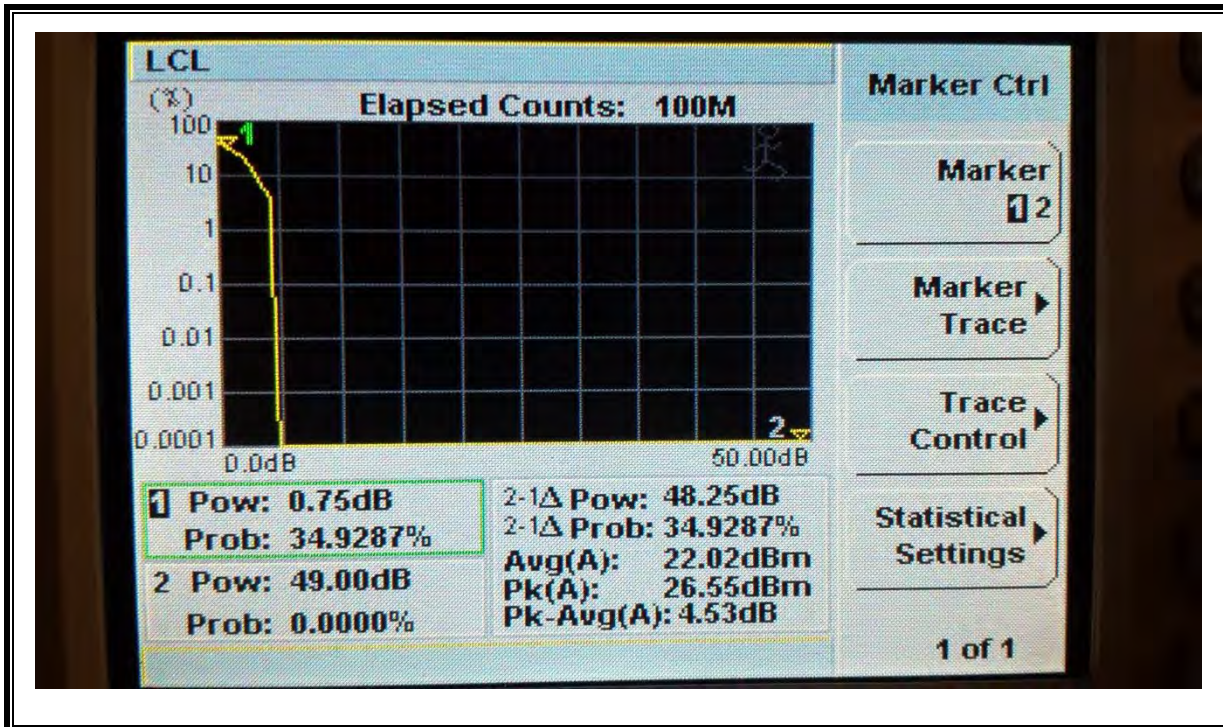 LCL
(%)
Elapsed Counts: 100M
100
1
10
1
0.1
0.01
0.001
0.0001
2
0.0dB
50.00dB
1 Pow: 0.75dB
Prob: 34.9287%
2 Pow: 49.00dB
Prob: 0.0000%
2-1Δ Pow: 48.25dB
2-1Δ Prob: 34.9287%
Avg(A): 22.02dBm
Pk(A): 26.55dBm
Pk-Avg(A): 4.53dB
Marker Ctrl
Marker
1 2
Marker
Trace
Trace
Control
Statistical
Settings
1 of 1